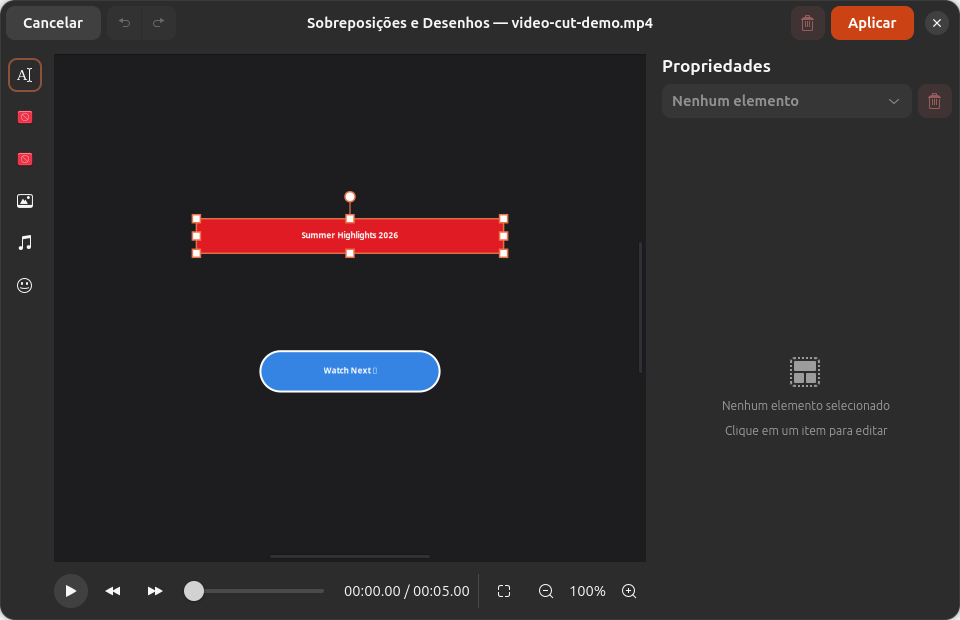 Cancelar
Sobreposições e Desenhos — video-cut-demo.mp4
Aplicar
Propriedades
Nenhum elemento
Summer Highlights 2026
Watch Next
Nenhum elemento selecionado
Clique em um item para editar
00:00.00 / 00:05.00
100%